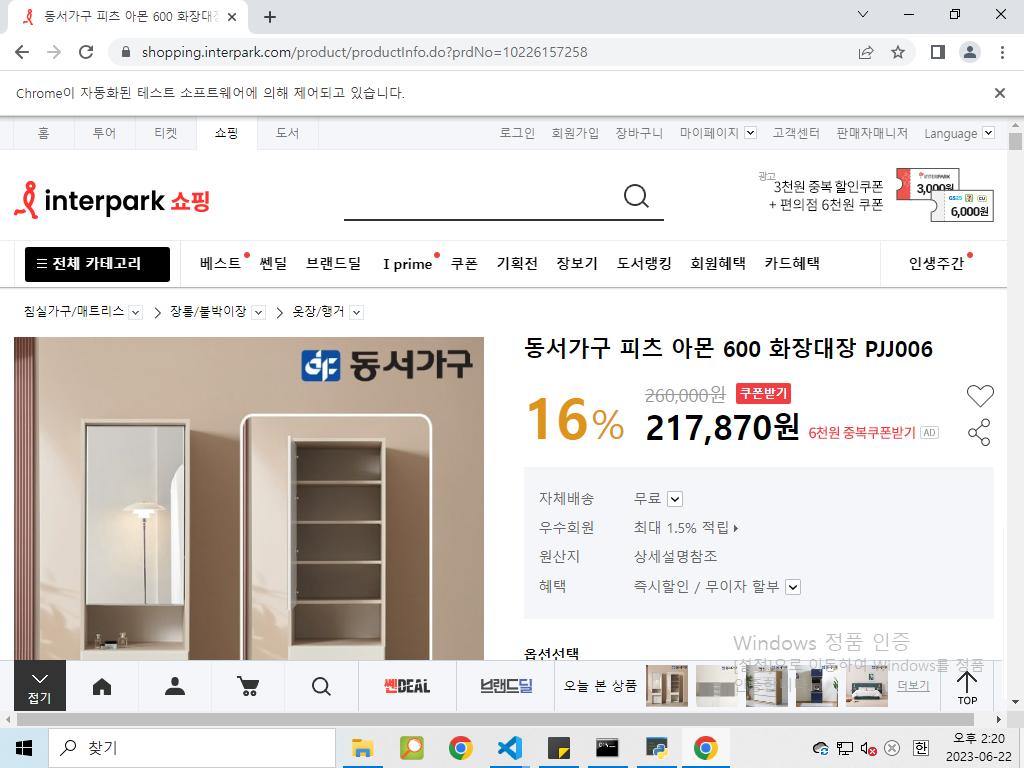 동서가구 피츠 아몬 600 화장대장
shopping.interpark.com/product/productInfo.do?prdNo=10226157258
Chrome이 자동화된 테스트 소프트웨어에 의해 제어되고 있습니다.
홈 투어 티켓 쇼핑 도서 로그인 회원가입 장바구니 마이페이지 고객센터 판매자매니저 Language
interpark 쇼핑
광고
3천원 중복 할인쿠폰
+ 편의점 6천원 쿠폰
INTERPARK
3,000원
GS25 CU
6,000원
전체 카테고리 베스트 쎈딜 브랜드딜 I prime 쿠폰 기획전 장보기 도서랭킹 회원혜택 카드혜택 인생주간
침실가구/매트리스 장롱/붙박이장 옷장/행거
동서가구
동서가구 피츠 아몬 600 화장대장 PJJ006
16%
260,000원 쿠폰받기
217,870원 6천원 중복쿠폰받기 AD
자체배송 무료
우수회원 최대 1.5% 적립
원산지 상세설명참조
혜택 즉시할인 / 무이자 할부
옵션선택
Windows 정품 인증
[설정]으로 이동하여 Windows를 정품
접기
쎈DEAL
브랜드딜
오늘 본 상품
더보기
TOP
찾기
한
오후 2:20
2023-06-22